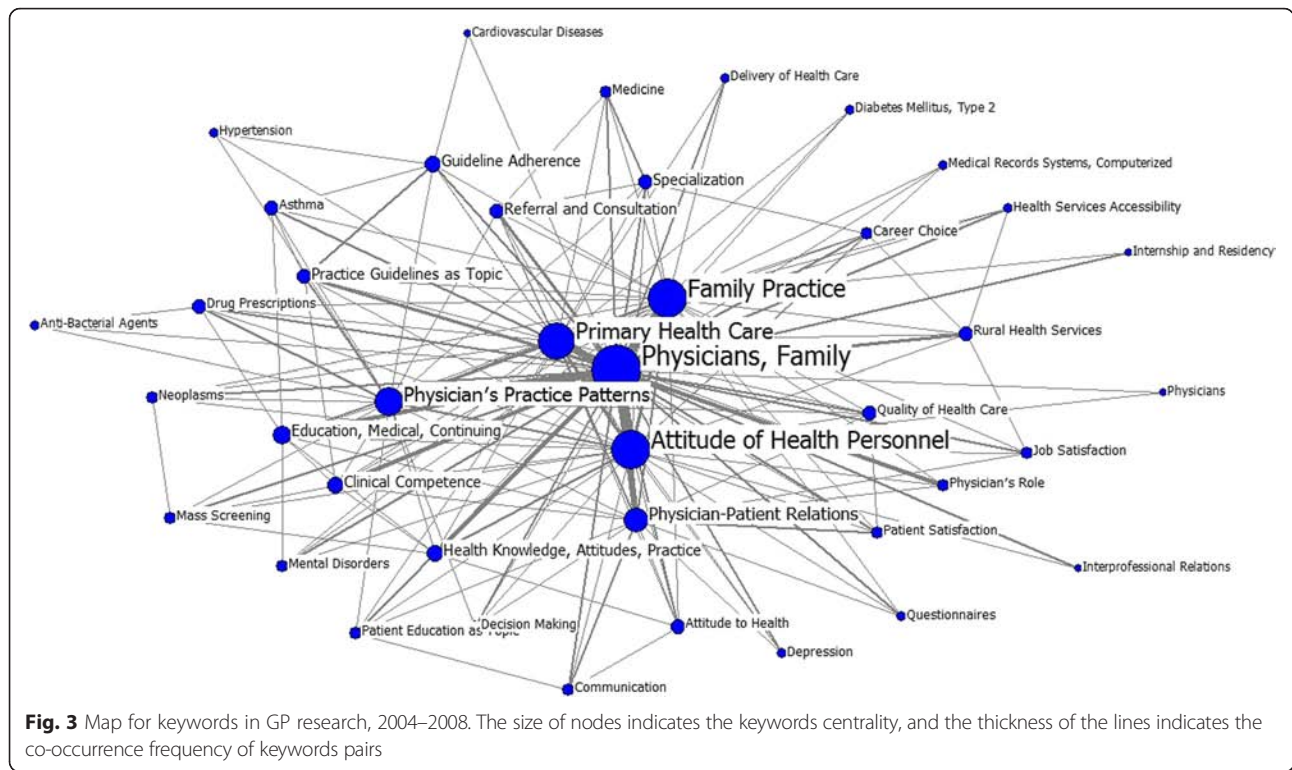 Cardiovascular Diseases
Delivery of Health Care
Medicine
Diabetes Mellitus, Type 2
Hypertension
Guideline Adherence
Medical Records Systems, Computerized
Specialization
Asthma
Referral and Consultation
Health Services Accessibility
Career Choice
Internship and Residency
Practice Guidelines as Topic
Family Practice
Drug Prescriptions
Anti-Bacterial Agents
Primary Health Care
Rural Health Services
Physicians, Family
Physicians
Neoplasms
Physician's Practice Patterns
Quality of Health Care
Education, Medical, Continuing
Attitude of Health Personnel
Job Satisfaction
Clinical Competence
Physician's Role
Mass Screening
Physician-Patient Relations
Patient Satisfaction
Health Knowledge, Attitudes, Practice
Mental Disorders
Interprofessional Relations
Questionnaires
Decision Making
Patient Education as Topic
Attitude to Health
Depression
Communication
Fig. 3 Map for keywords in GP research, 2004–2008. The size of nodes indicates the keywords centrality, and the thickness of the lines indicates the
co-occurrence frequency of keywords pairs